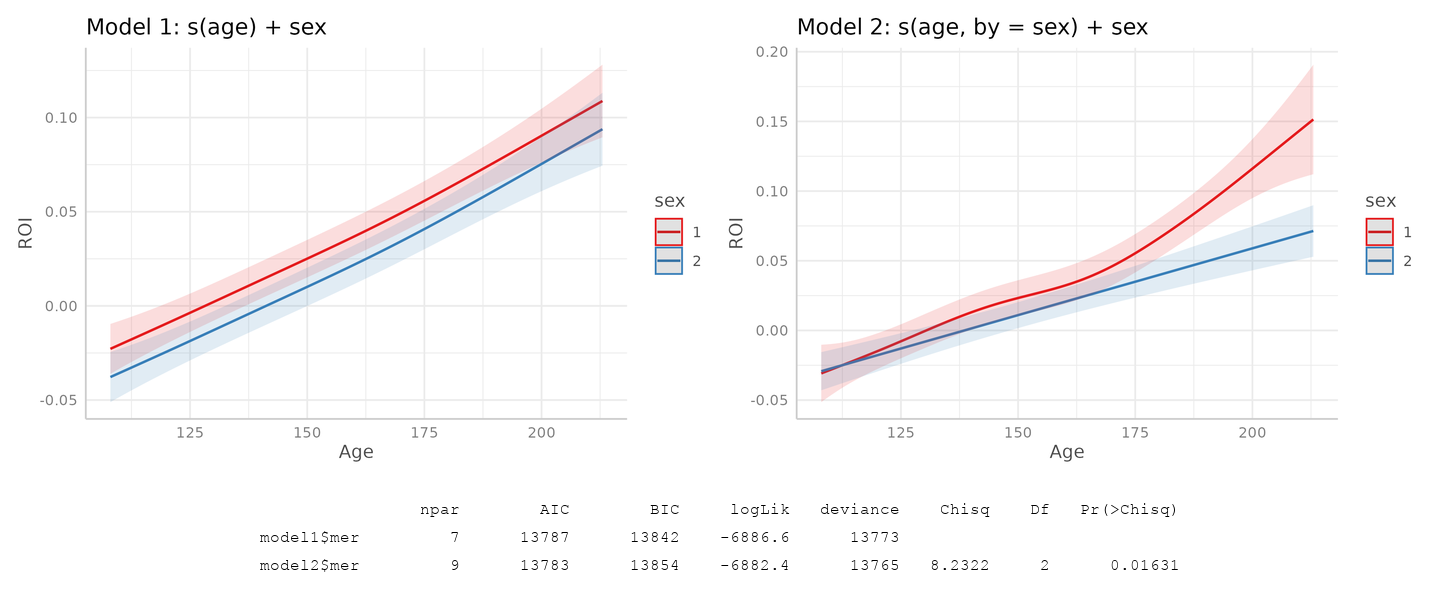 Model 1: s(age) + sex
0.10
0.05
0.00
-0.05
ROI
125 150 175 200
Age
sex
1
2
Model 2: s(age, by = sex) + sex
0.20
0.15
0.10
0.05
0.00
-0.05
ROI
125 150 175 200
Age
sex
1
2
npar AIC BIC logLik deviance Chisq Df Pr(>Chisq)
model1$mer 7 13787 13842 -6886.6 13773
model2$mer 9 13783 13854 -6882.4 13765 8.2322 2 0.01631